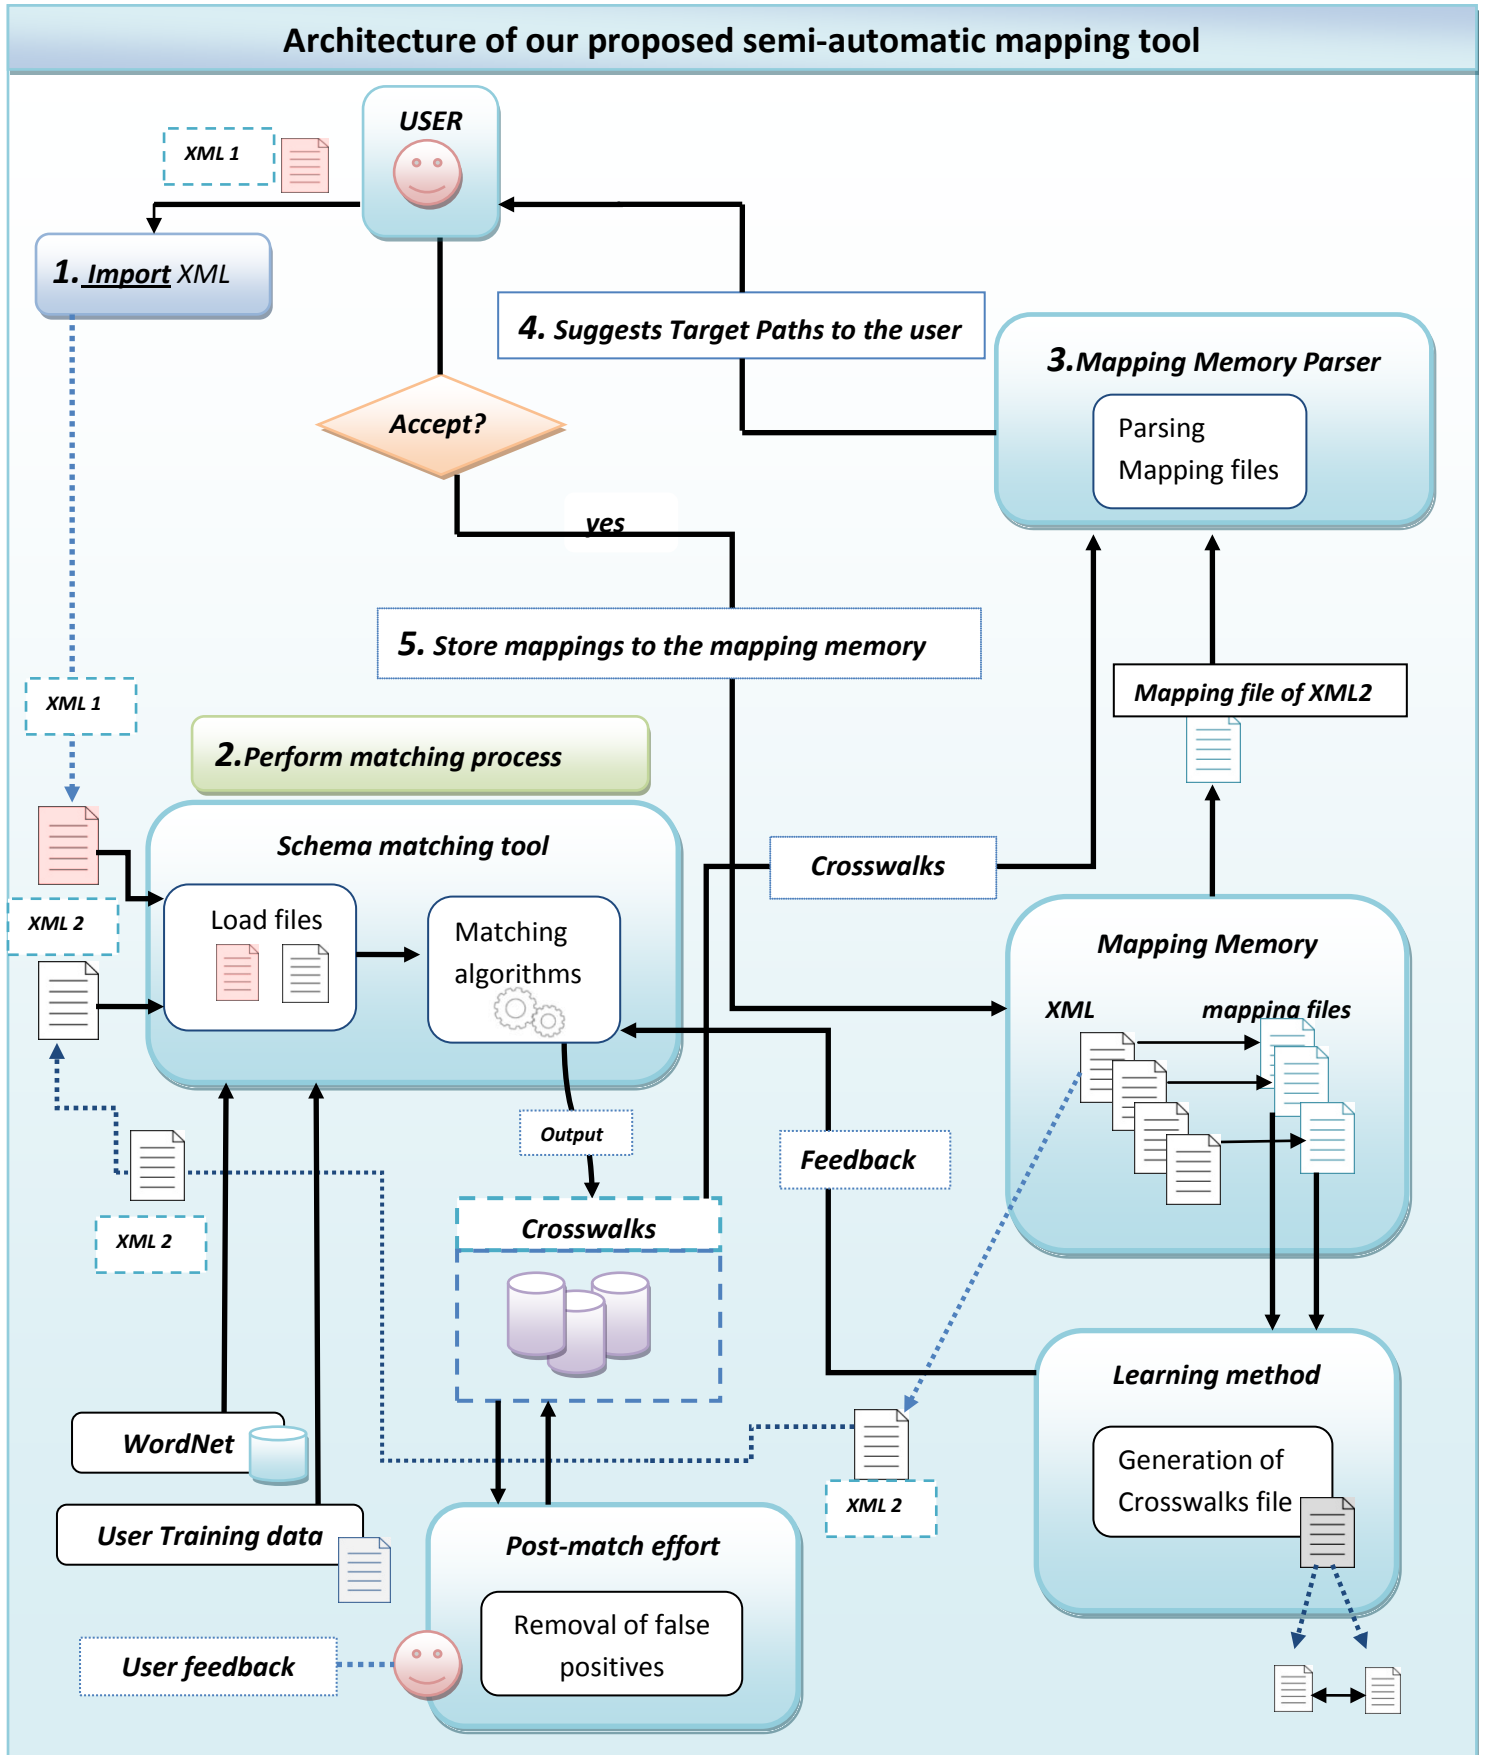 Architecture of our proposed semi-automatic mapping tool
USER
XML 1
1. Import XML
4. Suggests Target Paths to the user
3.Mapping Memory Parser
Parsing
Mapping files
Accept?
yes
5. Store mappings to the mapping memory
XML 1
Mapping file of XML2
2.Perform matching process
Schema matching tool
Crosswalks
XML 2
Load files
Matching
algorithms
Mapping Memory
XML
mapping files
Output
Feedback
XML 2
Crosswalks
Learning method
WordNet
Generation of
Crosswalks file
XML 2
User Training data
Post-match effort
Removal of false
positives
User feedback